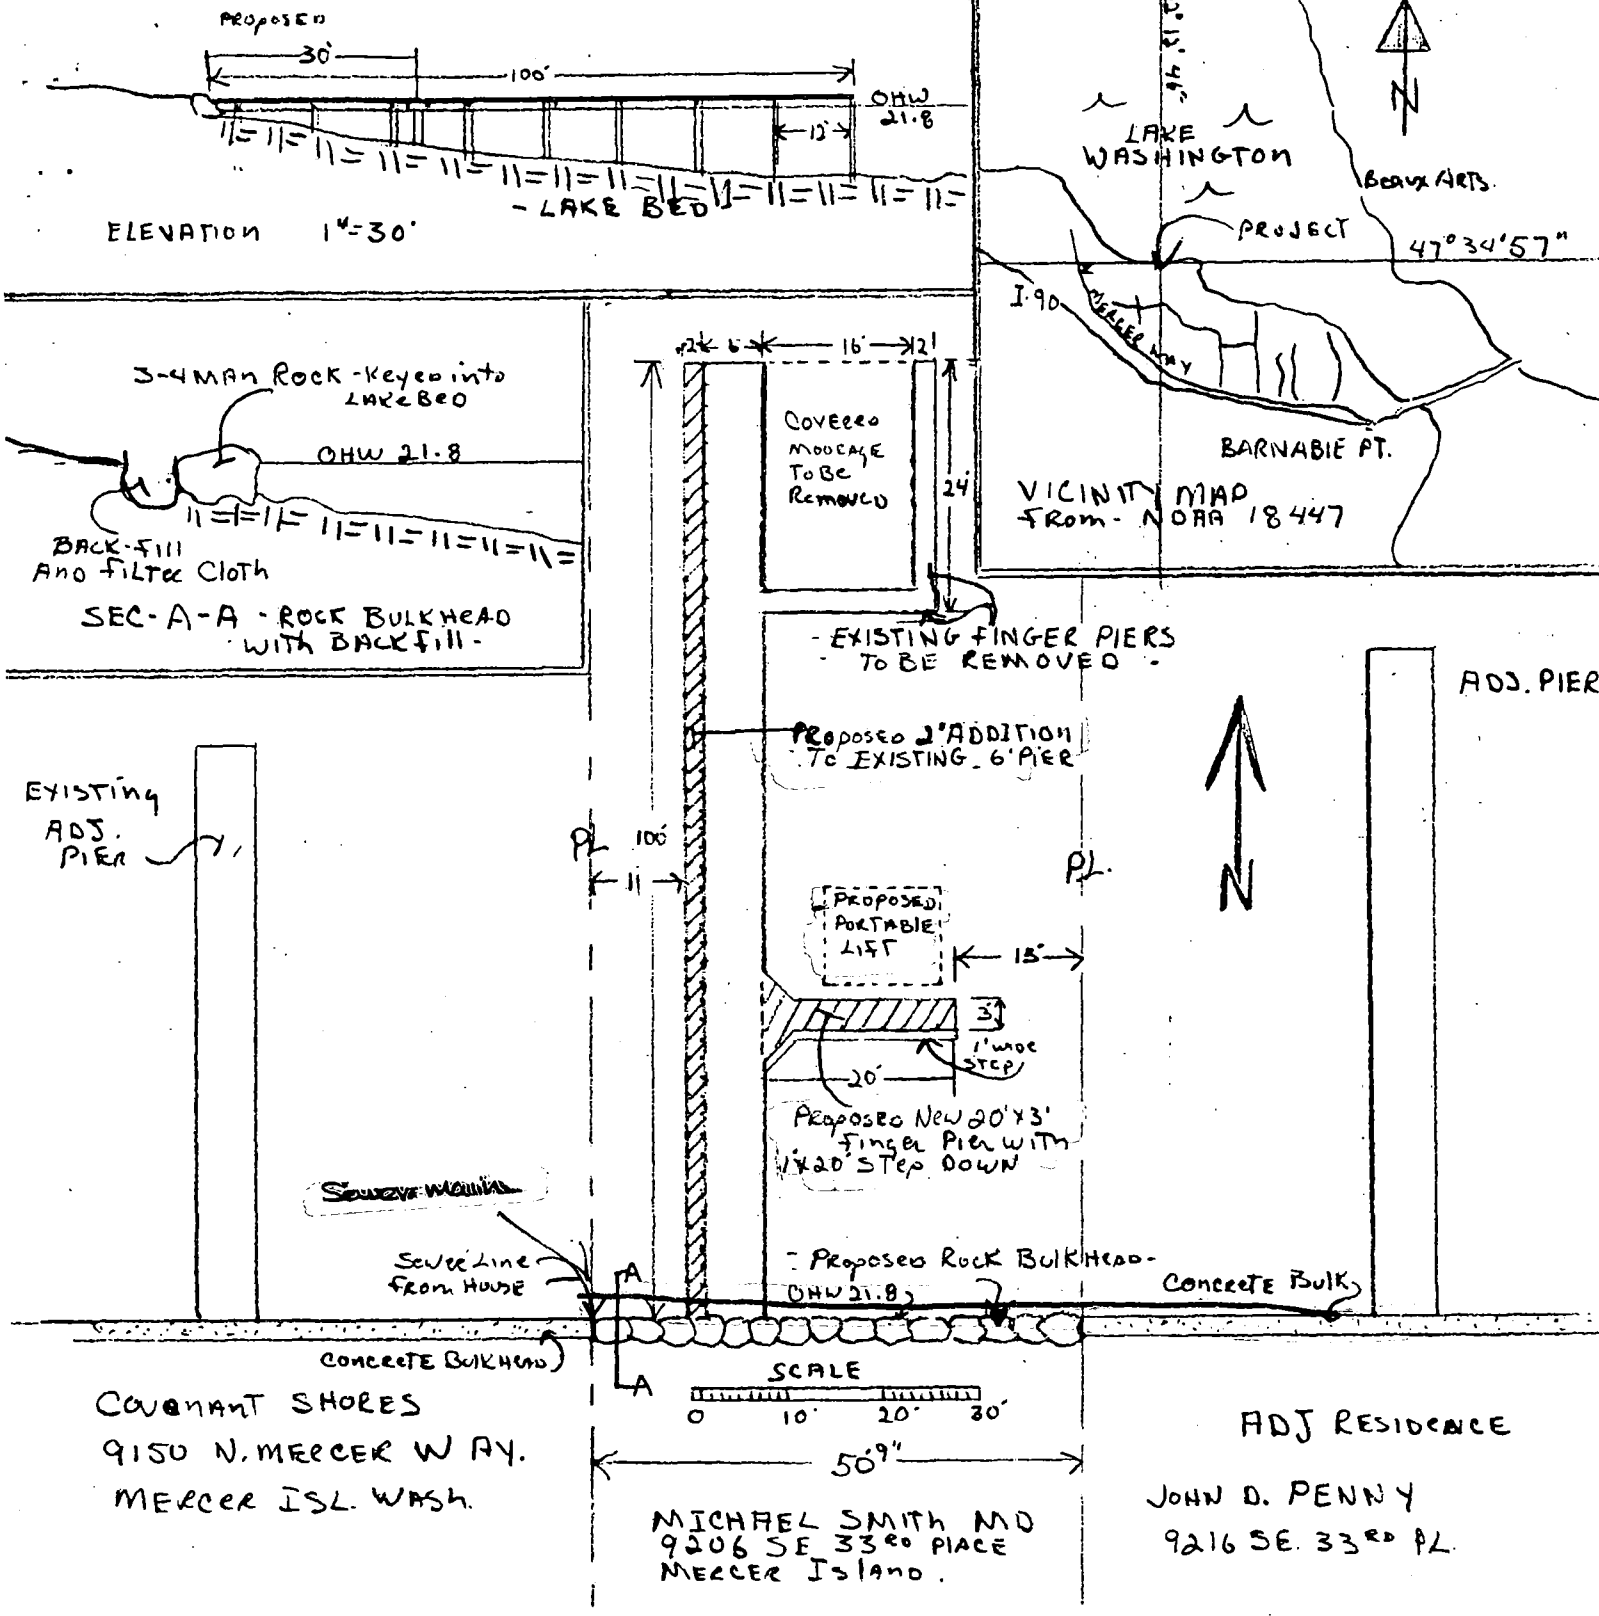 PROPOSED
30'
100'
OHW
21.8
12'
- LAKE BED
ELEVATION 1"=30'
N
LAKE
WASHINGTON
BEAUX ARTS.
PROJECT
47°34'57"
I-90
MERCER WAY
BARNABIE PT.
VICINITY MAP
FROM - NOAA 18447
3-4 MAN ROCK - KEYED INTO
LAKE BED
OHW 21.8
BACK-FILL
AND FILTER CLOTH
SEC-A-A - ROCK BULKHEAD
- WITH BACKFILL -
2' 6' 16' 2'
COVERED
MOORAGE
TO BE
REMOVED
24'
- EXISTING FINGER PIERS
- TO BE REMOVED -
ADJ. PIER
PROPOSED 2' ADDITION
TO EXISTING 6' PIER
EXISTING
ADJ.
PIER
PL
100'
11'
PL.
N
PROPOSED
PORTABLE
LIFT
15'
3'
1' WIDE
STEP
20'
PROPOSED NEW 20'X3'
FINGER PIER WITH
1'X20' STEP DOWN
SEWER LINE
FROM HOUSE
A
- PROPOSED ROCK BULKHEAD -
OHW 21.8
CONCRETE BULK
CONCRETE BULKHEAD
A
SCALE
0 10' 20' 30'
COVENANT SHORES
9150 N. MERCER WAY.
MERCER ISL. WASH.
50'9"
MICHAEL SMITH MD
9206 SE 33RD PLACE
MERCER ISLAND.
ADJ RESIDENCE
JOHN D. PENNY
9216 SE. 33RD PL.